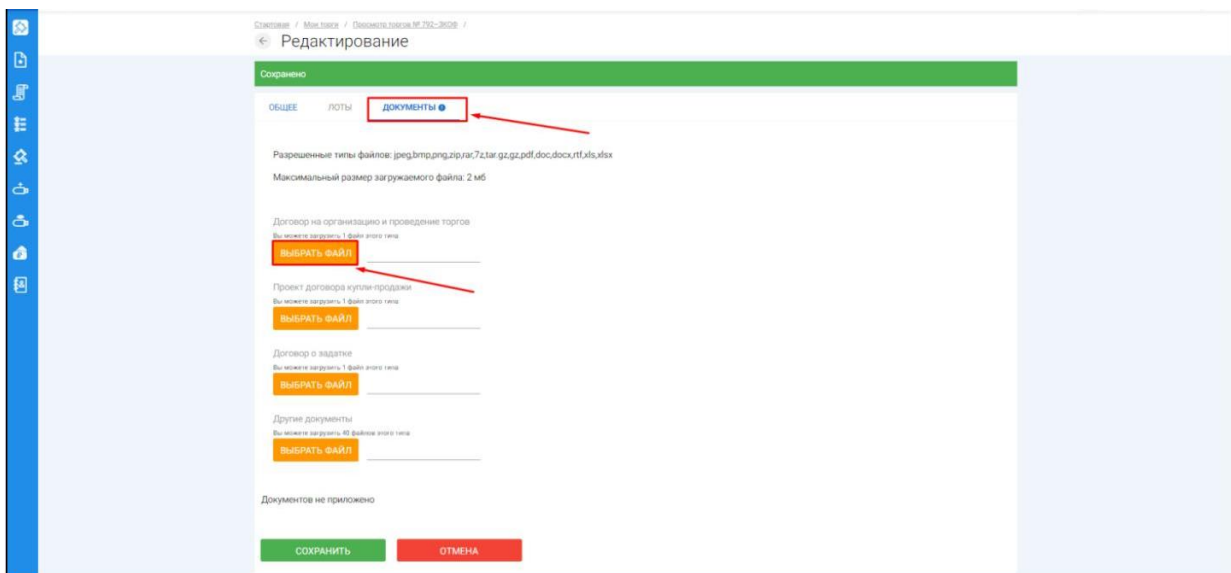 Стартовая / Мои торги / Просмотр торгов № 792-ЗКОФ /
Редактирование
Сохранено
ОБЩЕЕ ЛОТЫ ДОКУМЕНТЫ
Разрешенные типы файлов: jpeg,bmp,png,zip,rar,7z,tar.gz,gz,pdf,doc,docx,rtf,xls,xlsx
Максимальный размер загружаемого файла: 2 мб
Договор на организацию и проведение торгов
Вы можете загрузить 1 файл этого типа
ВЫБРАТЬ ФАЙЛ
Проект договора купли-продажи
Вы можете загрузить 1 файл этого типа
ВЫБРАТЬ ФАЙЛ
Договор о задатке
Вы можете загрузить 1 файл этого типа
ВЫБРАТЬ ФАЙЛ
Другие документы
Вы можете загрузить 40 файлов этого типа
ВЫБРАТЬ ФАЙЛ
Документов не приложено
СОХРАНИТЬ ОТМЕНА